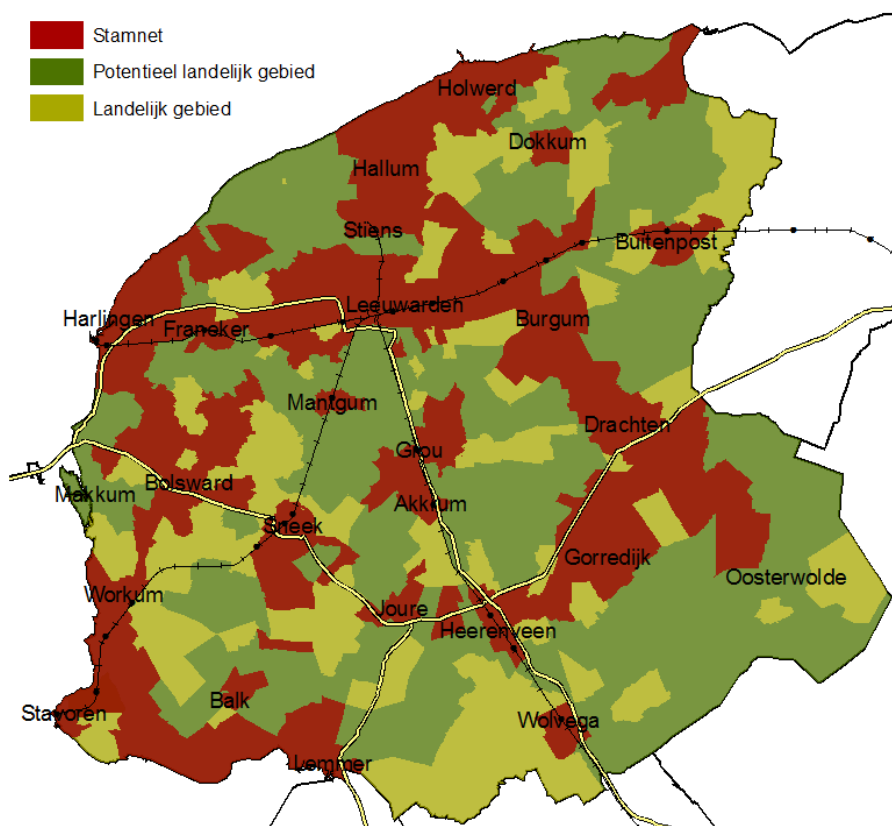 Stamnet
Potentieel landelijk gebied
Landelijk gebied
Holwerd
Dokkum
Hallum
Stiens
Buitenpost
Leeuwarden
Harlingen
Franeker
Burgum
Mantgum
Drachten
Grou
Bolsward
Makkum
Akkum
Sneek
Gorredijk
Oosterwolde
Workum
Joure
Heerenveen
Balk
Stavoren
Wolvega
Lemmer